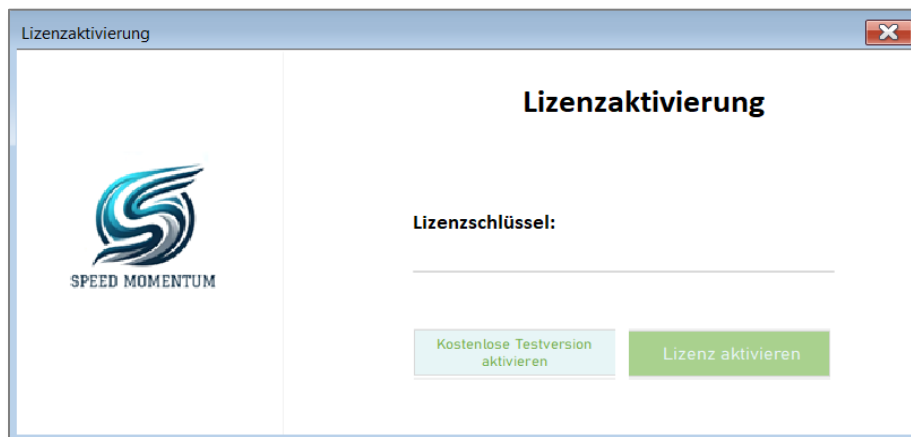 Lizenzaktivierung
Lizenzaktivierung
SPEED MOMENTUM
Lizenzschlüssel:
Kostenlose Testversion
aktivieren
Lizenz aktivieren